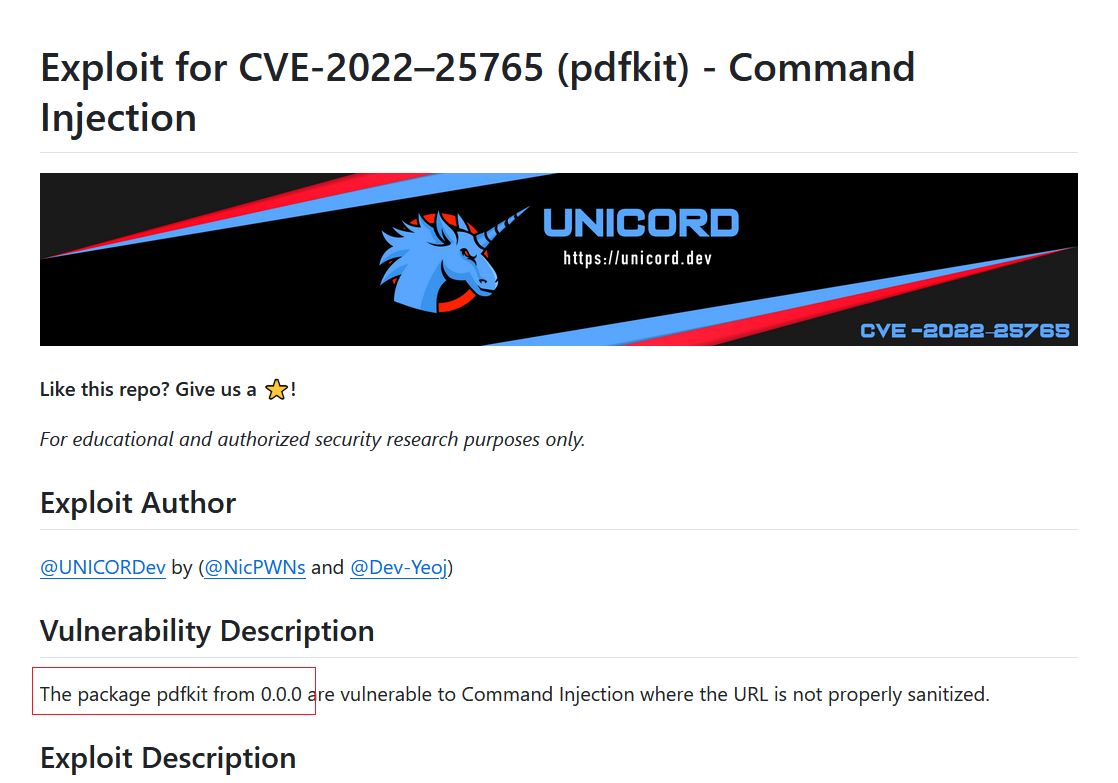 Exploit for CVE-2022–25765 (pdfkit) - Command
Injection
UNICORD
https://unicord.dev
CVE -2022-25765
Like this repo? Give us a ⭐!
For educational and authorized security research purposes only.
Exploit Author
@UNICORDev by (@NicPWNs and @Dev-Yeoj)
Vulnerability Description
The package pdfkit from 0.0.0 are vulnerable to Command Injection where the URL is not properly sanitized.
Exploit Description